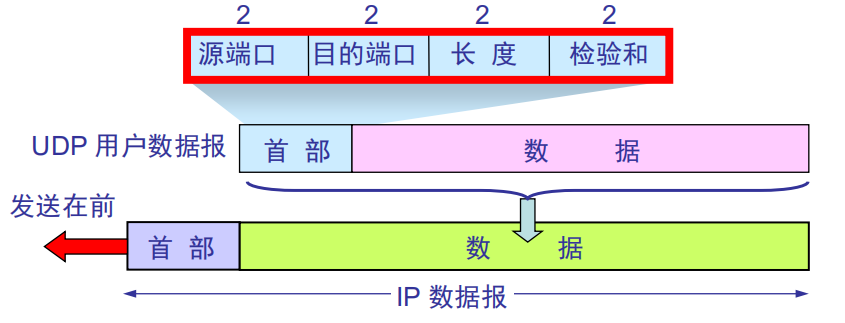 2 2 2 2
源端口 目的端口 长 度 检验和
UDP 用户数据报 首 部 数 据
发送在前
首 部 数 据
IP 数据报